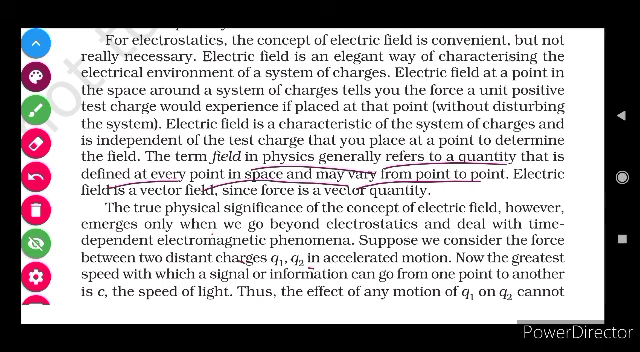 For electrostatics, the concept of electric field is convenient, but not
really necessary. Electric field is an elegant way of characterising the
electrical environment of a system of charges. Electric field at a point in
the space around a system of charges tells you the force a unit positive
test charge would experience if placed at that point (without disturbing
the system). Electric field is a characteristic of the system of charges and
is independent of the test charge that you place at a point to determine
the field. The term field in physics generally refers to a quantity that is
defined at every point in space and may vary from point to point. Electric
field is a vector field, since force is a vector quantity.
The true physical significance of the concept of electric field, however,
emerges only when we go beyond electrostatics and deal with time-
dependent electromagnetic phenomena. Suppose we consider the force
between two distant charges q₁, q₂ in accelerated motion. Now the greatest
speed with which a signal or information can go from one point to another
is c, the speed of light. Thus, the effect of any motion of q₁ on q₂ cannot
PowerDirector